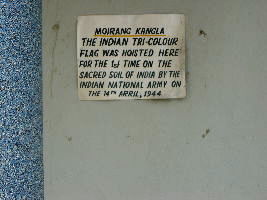 MOIRANG KANGLA
THE INDIAN TRI-COLOUR
FLAG WAS HOISTED HERE
FOR THE 1st TIME ON THE
SACRED SOIL OF INDIA BY THE
INDIAN NATIONAL ARMY ON
THE 14TH APRIL, 1944